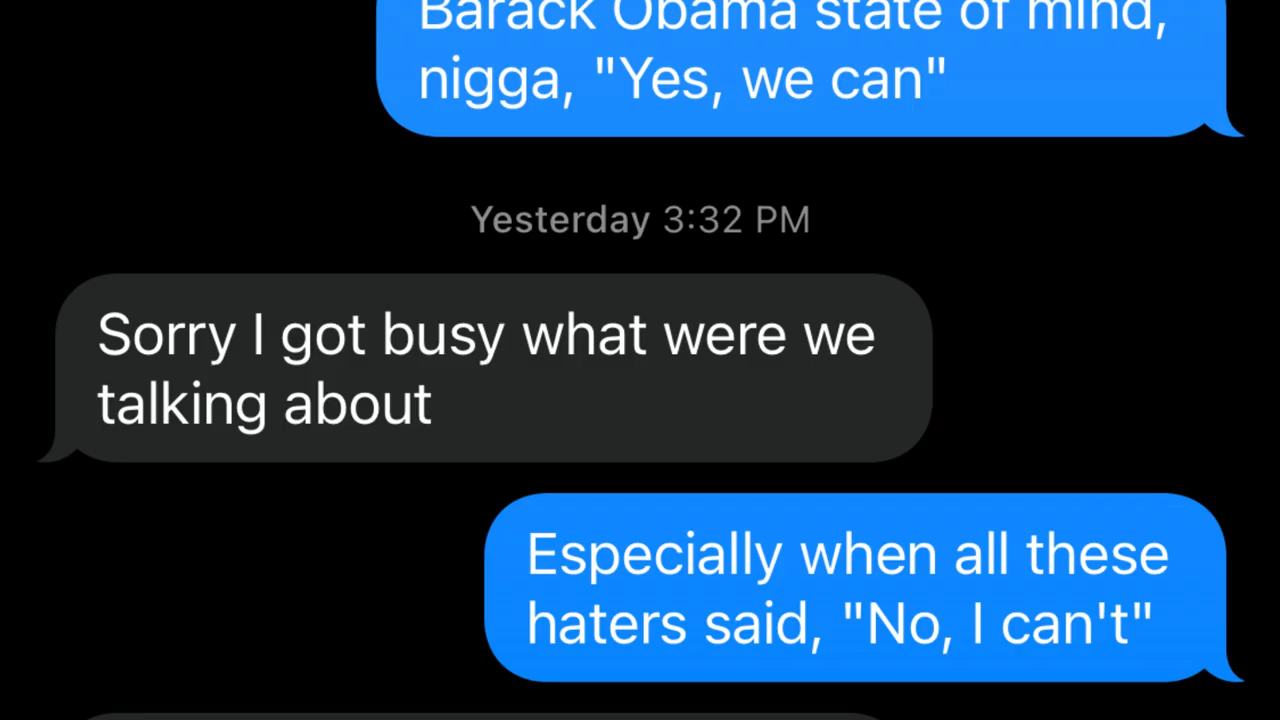 Barack Obama state of mind,
nigga, "Yes, we can"
Yesterday 3:32 PM
Sorry I got busy what were we
talking about
Especially when all these
haters said, "No, I can't"